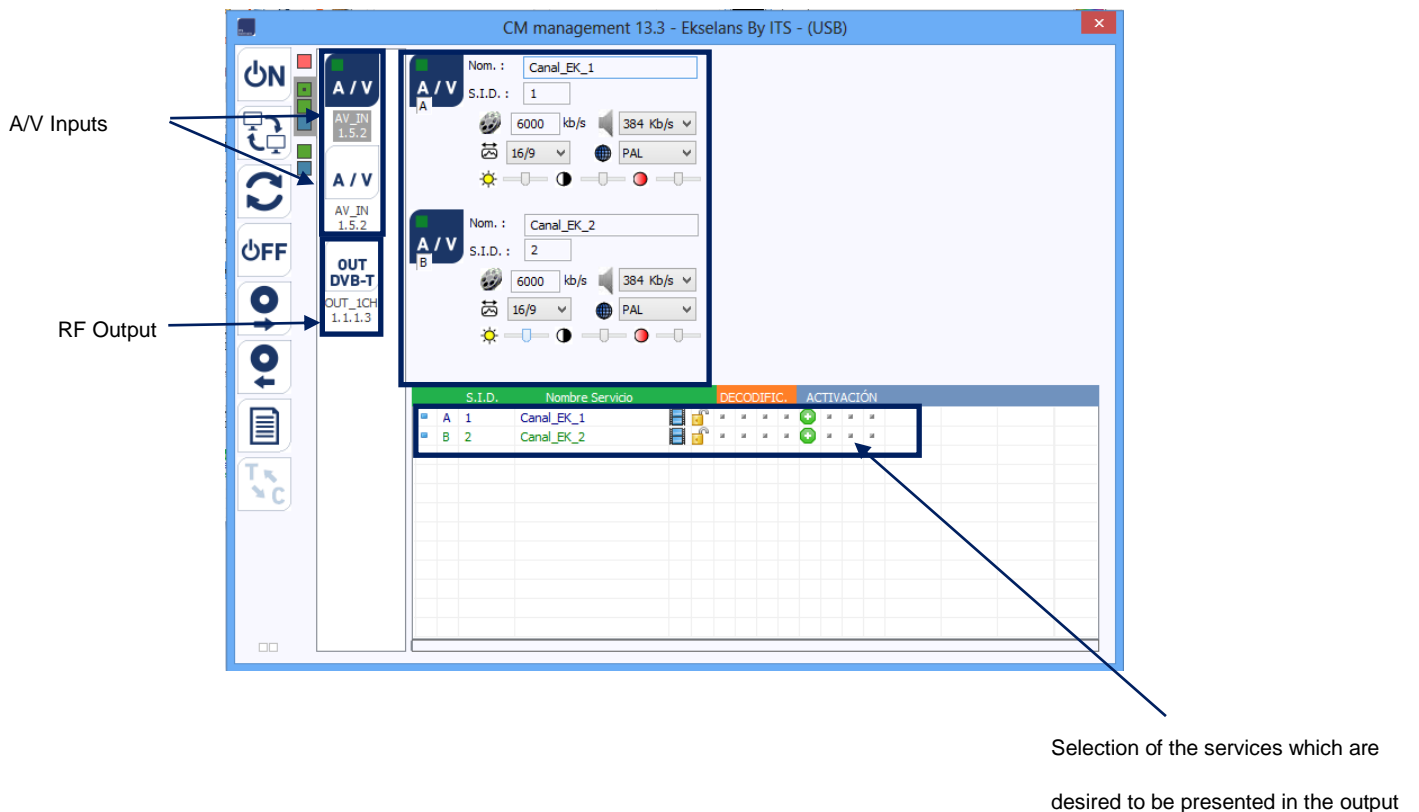 CM management 13.3 - Ekselans By ITS - (USB)
ON
OFF
T
C
A/V Inputs
RF Output
A / V
AV_IN
1.5.2
A / V
AV_IN
1.5.2
OUT
DVB-T
OUT_1CH
1.1.1.3
A / V
A
Nom. : Canal_EK_1
S.I.D. : 1
6000 kb/s 384 Kb/s
16/9 PAL
A / V
B
Nom. : Canal_EK_2
S.I.D. : 2
6000 kb/s 384 Kb/s
16/9 PAL
S.I.D. Nombre Servicio DECODIFIC. ACTIVACIÓN
A 1 Canal_EK_1
B 2 Canal_EK_2
Selection of the services which are
desired to be presented in the output